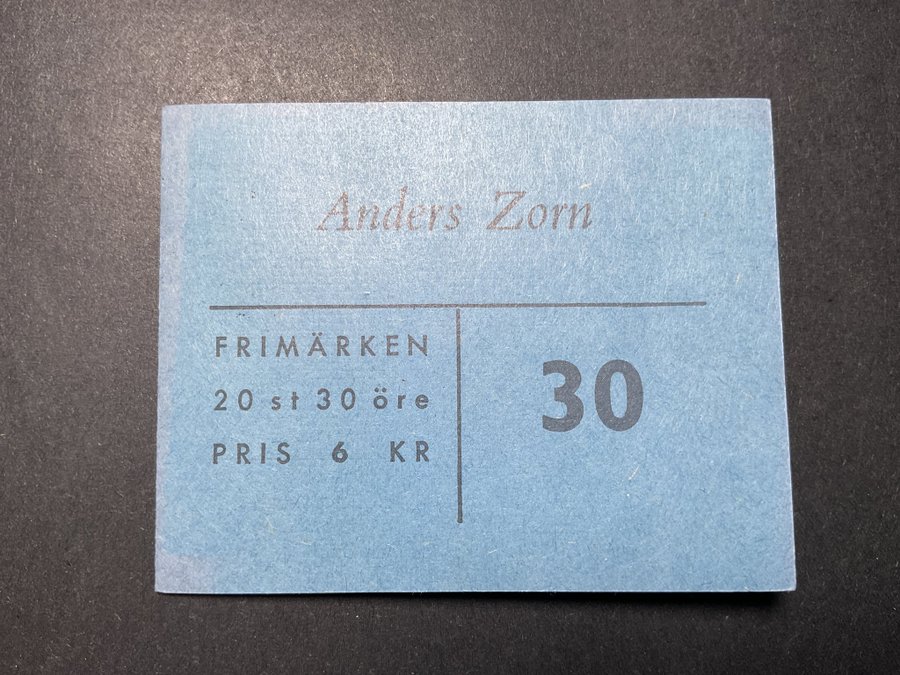 Anders Zorn
FRIMÄRKEN
20 st 30 öre
PRIS 6 KR
30